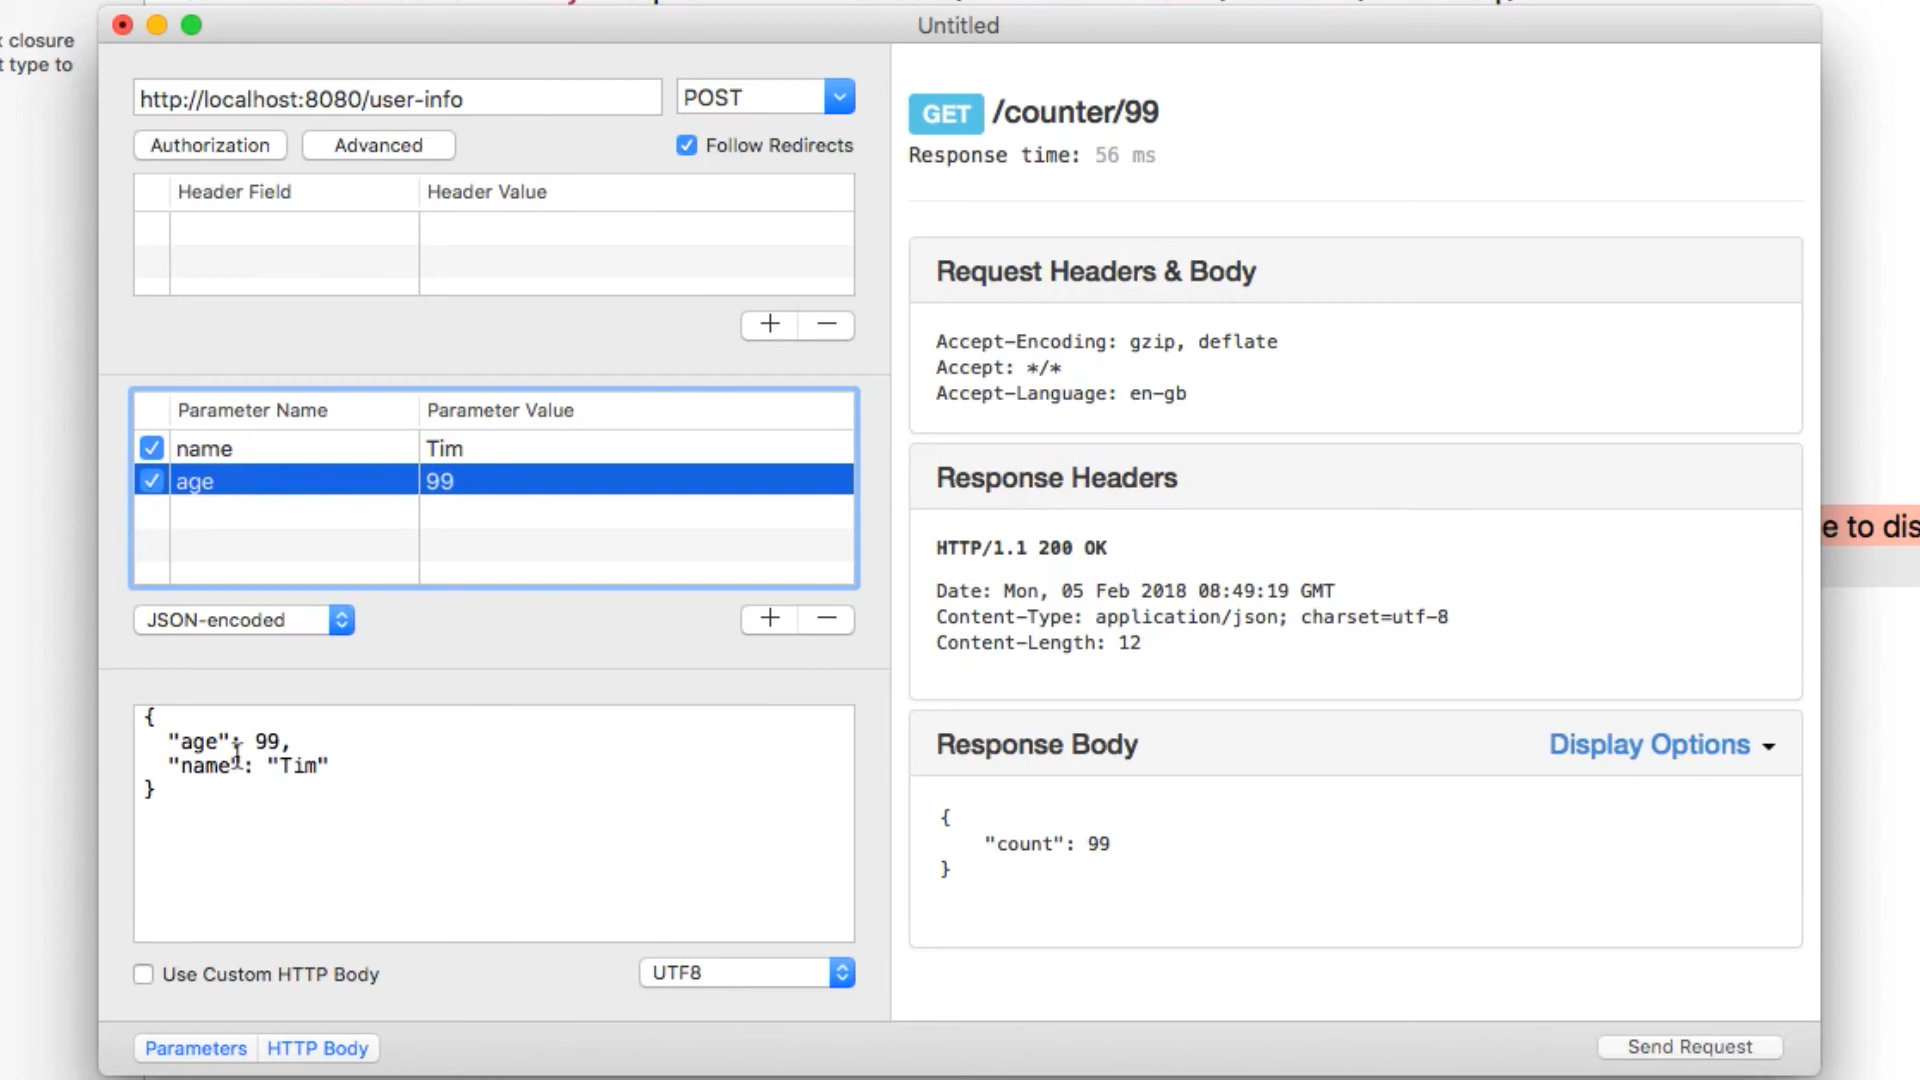 closure
t type to
Untitled
http://localhost:8080/user-info
POST
Authorization
Advanced
Follow Redirects
Header Field
Header Value
+
−
Parameter Name
Parameter Value
name
Tim
age
99
JSON-encoded
+
−
{
"age": 99,
"name": "Tim"
}
Use Custom HTTP Body
UTF8
Parameters
HTTP Body
GET /counter/99
Response time: 56 ms
Request Headers & Body
Accept-Encoding: gzip, deflate
Accept: */*
Accept-Language: en-gb
Response Headers
HTTP/1.1 200 OK
Date: Mon, 05 Feb 2018 08:49:19 GMT
Content-Type: application/json; charset=utf-8
Content-Length: 12
Response Body
Display Options
{
"count": 99
}
Send Request
e to dis